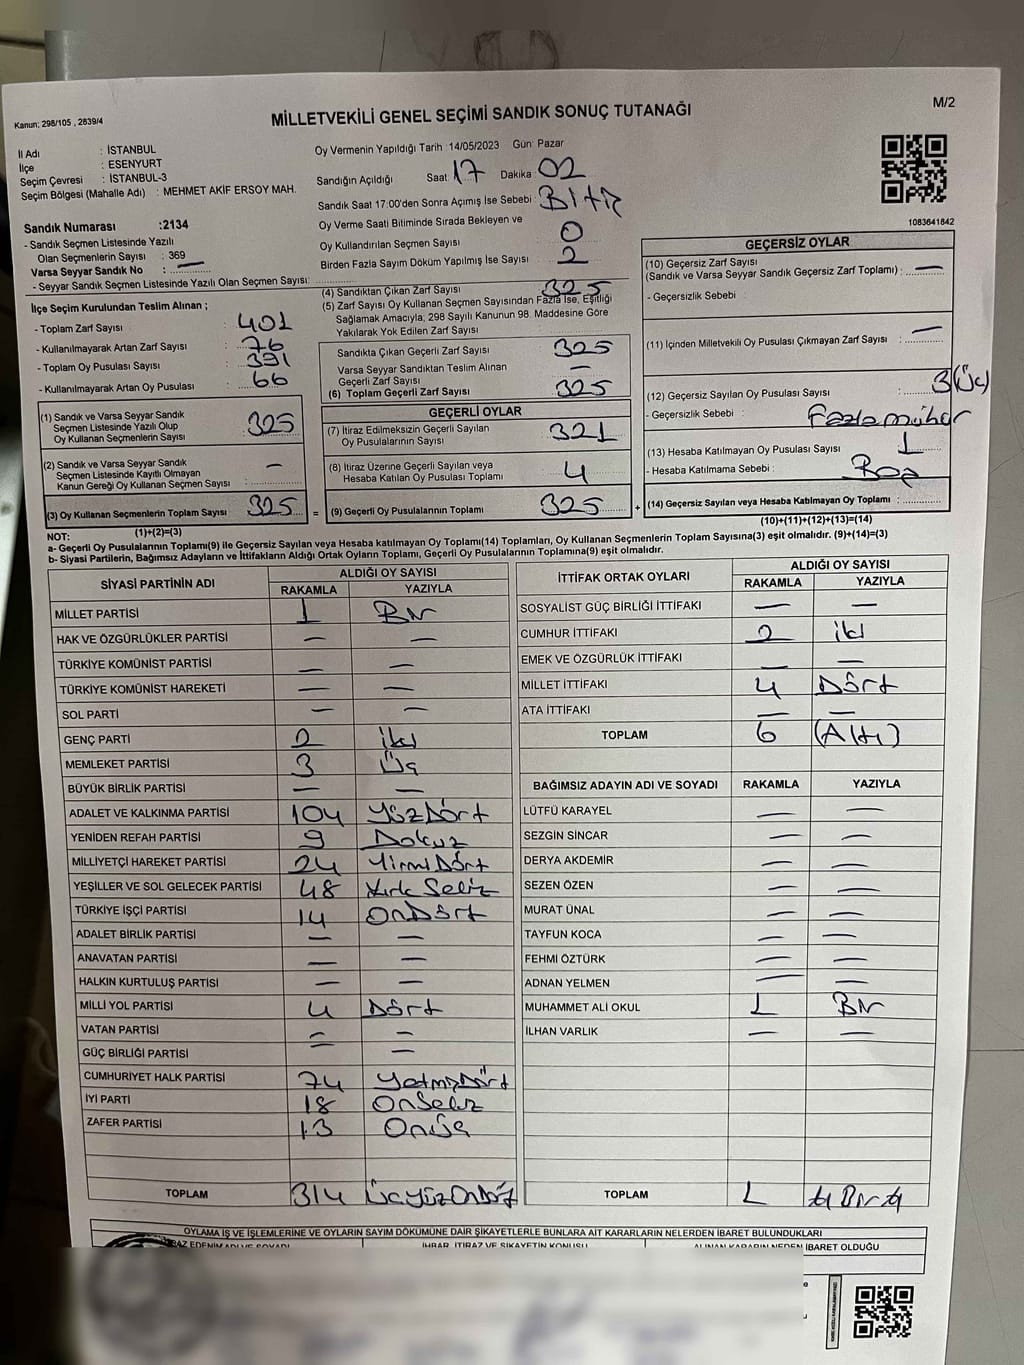 Kanun; 298/105 , 2839/4
MİLLETVEKİLİ GENEL SEÇİMİ SANDIK SONUÇ TUTANAĞI
M/2
İl Adı : İSTANBUL
İlçe : ESENYURT
Seçim Çevresi : İSTANBUL-3
Seçim Bölgesi (Mahalle Adı) : MEHMET AKİF ERSOY MAH.
Oy Vermenin Yapıldığı Tarih :14/05/2023 Gün: Pazar
Sandığın Açıldığı Saat :17 Dakika :02
Sandık Saat 17:00'den Sonra Açımış İse Sebebi:
Oy Verme Saati Bitiminde Sırada Bekleyen ve
Oy Kullandırılan Seçmen Sayısı : 0
Birden Fazla Sayım Döküm Yapılmış İse Sayısı : 2
1083641842
Sandık Numarası :2134
- Sandık Seçmen Listesinde Yazılı
Olan Seçmenlerin Sayısı : 369
Varsa Seyyar Sandık No : —
- Seyyar Sandık Seçmen Listesinde Yazılı Olan Seçmen Sayısı:
İlçe Seçim Kurulundan Teslim Alınan ;
- Toplam Zarf Sayısı : 401
- Kullanılmayarak Artan Zarf Sayısı : 76
- Toplam Oy Pusulası Sayısı : 391
- Kullanılmayarak Artan Oy Pusulası : 66
(1) Sandık ve Varsa Seyyar Sandık
Seçmen Listesinde Yazılı Olup
Oy Kullanan Seçmenlerin Sayısı : 325
(2) Sandık ve Varsa Seyyar Sandık
Seçmen Listesinde Kayıtlı Olmayan
Kanun Gereği Oy Kullanan Seçmen Sayısı : —
(3) Oy Kullanan Seçmenlerin Toplam Sayısı : 325
(1)+(2)=(3)
(4) Sandıktan Çıkan Zarf Sayısı : 325
(5) Zarf Sayısı Oy Kullanan Seçmen Sayısından Fazla İse, Eşitliği
Sağlamak Amacıyla; 298 Sayılı Kanunun 98. Maddesine Göre
Yakılarak Yok Edilen Zarf Sayısı :
Sandıkta Çıkan Geçerli Zarf Sayısı : 325
Varsa Seyyar Sandıktan Teslim Alınan
Geçerli Zarf Sayısı : —
(6) Toplam Geçerli Zarf Sayısı : 325
GEÇERLİ OYLAR
(7) İtiraz Edilmeksizin Geçerli Sayılan
Oy Pusulalarının Sayısı : 321
(8) İtiraz Üzerine Geçerli Sayılan veya
Hesaba Katılan Oy Pusulası Toplamı : 4
= (9) Geçerli Oy Pusulalarının Toplamı : 325 +
GEÇERSİZ OYLAR
(10) Geçersiz Zarf Sayısı
(Sandık ve Varsa Seyyar Sandık Geçersiz Zarf Toplamı) : —
- Geçersizlik Sebebi :
(11) İçinden Milletvekili Oy Pusulası Çıkmayan Zarf Sayısı : —
(12) Geçersiz Sayılan Oy Pusulası Sayısı : 3(Üç)
- Geçersizlik Sebebi : Fazla mühür
(13) Hesaba Katılmayan Oy Pusulası Sayısı : 1
- Hesaba Katılmama Sebebi : Boş
(14) Geçersiz Sayılan veya Hesaba Katılmayan Oy Toplamı :
(10)+(11)+(12)+(13)=(14)
NOT:
a- Geçerli Oy Pusulalarının Toplamı(9) ile Geçersiz Sayılan veya Hesaba Katılmayan Oy Toplamı(14) Toplamları, Oy Kullanan Seçmenlerin Toplam Sayısına(3) eşit olmalıdır. (9)+(14)=(3)
b- Siyasi Partilerin, Bağımsız Adayların ve İttifakların Aldığı Ortak Oyların Toplamı, Geçerli Oy Pusulalarının Toplamına(9) eşit olmalıdır.
SİYASİ PARTİNİN ADI ALDIĞI OY SAYISI
RAKAMLA YAZIYLA
MİLLET PARTİSİ 1 Bir
HAK VE ÖZGÜRLÜKLER PARTİSİ — —
TÜRKİYE KOMÜNİST PARTİSİ — —
TÜRKİYE KOMÜNİST HAREKETİ — —
SOL PARTİ — —
GENÇ PARTİ 2 iki
MEMLEKET PARTİSİ 3 Üç
BÜYÜK BİRLİK PARTİSİ — —
ADALET VE KALKINMA PARTİSİ 104 YüzDört
YENİDEN REFAH PARTİSİ 9 Dokuz
MİLLİYETÇİ HAREKET PARTİSİ 24 YirmiDört
YEŞİLLER VE SOL GELECEK PARTİSİ 48 Kırk Sekiz
TÜRKİYE İŞÇİ PARTİSİ 14 OnDört
ADALET BİRLİK PARTİSİ — —
ANAVATAN PARTİSİ — —
HALKIN KURTULUŞ PARTİSİ — —
MİLLİ YOL PARTİSİ 4 Dört
VATAN PARTİSİ — —
GÜÇ BİRLİĞİ PARTİSİ — —
CUMHURİYET HALK PARTİSİ 74 YetmişDört
İYİ PARTİ 18 OnSekiz
ZAFER PARTİSİ 13 OnÜç
TOPLAM 314 ÜçYüzOnDört
İTTİFAK ORTAK OYLARI ALDIĞI OY SAYISI
RAKAMLA YAZIYLA
SOSYALİST GÜÇ BİRLİĞİ İTTİFAKI — —
CUMHUR İTTİFAKI 2 iki
EMEK VE ÖZGÜRLÜK İTTİFAKI — —
MİLLET İTTİFAKI 4 Dört
ATA İTTİFAKI — —
TOPLAM 6 (Altı)
BAĞIMSIZ ADAYIN ADI VE SOYADI RAKAMLA YAZIYLA
LÜTFÜ KARAYEL — —
SEZGİN SİNCAR — —
DERYA AKDEMİR — —
SEZEN ÖZEN — —
MURAT ÜNAL — —
TAYFUN KOCA — —
FEHMİ ÖZTÜRK — —
ADNAN YELMEN — —
MUHAMMET ALİ OKUL 1 Bir
İLHAN VARLIK — —
TOPLAM 1 Bir
OYLAMA İŞ VE İŞLEMLERİNE VE OYLARIN SAYIM DÖKÜMÜNE DAİR ŞİKAYETLERLE BUNLARA AİT KARARLARIN NELERDEN İBARET BULUNDUKLARI
İHBAR, İTİRAZ VE ŞİKAYETİN KONUSU ALINAN KARARIN NEDEN İBARET OLDUĞU